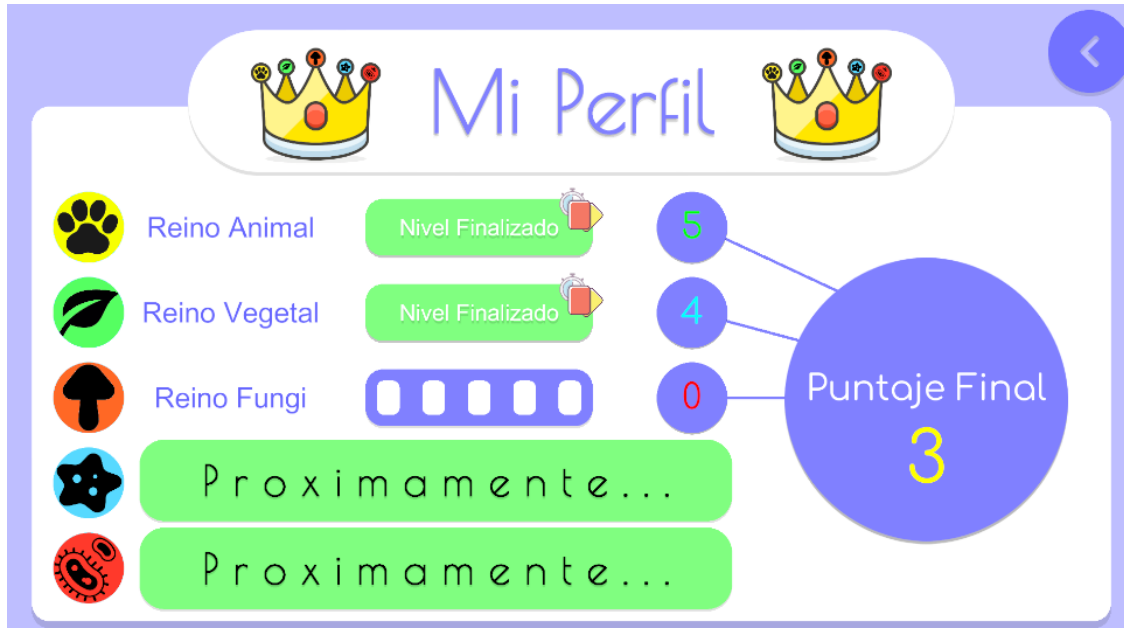 Mi Perfil
Reino Animal
Nivel Finalizado
5
Reino Vegetal
Nivel Finalizado
4
Reino Fungi
0
Puntaje Final
3
Proximamente...
Proximamente...